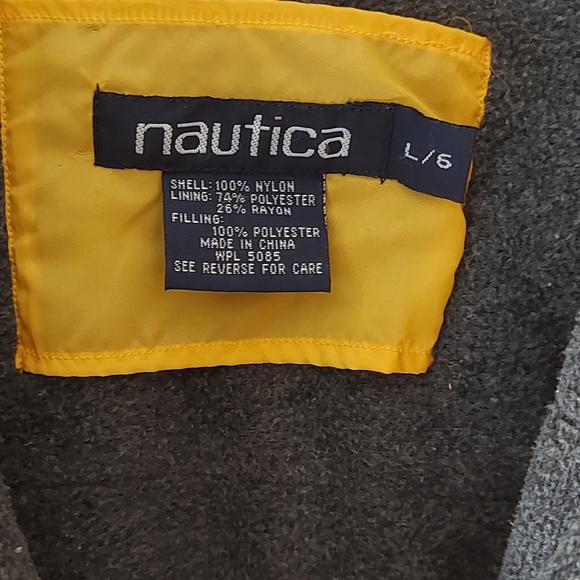 nautica
L/6
SHELL: 100% NYLON
LINING: 74% POLYESTER
26% RAYON
FILLING:
100% POLYESTER
MADE IN CHINA
WPL 5085
SEE REVERSE FOR CARE